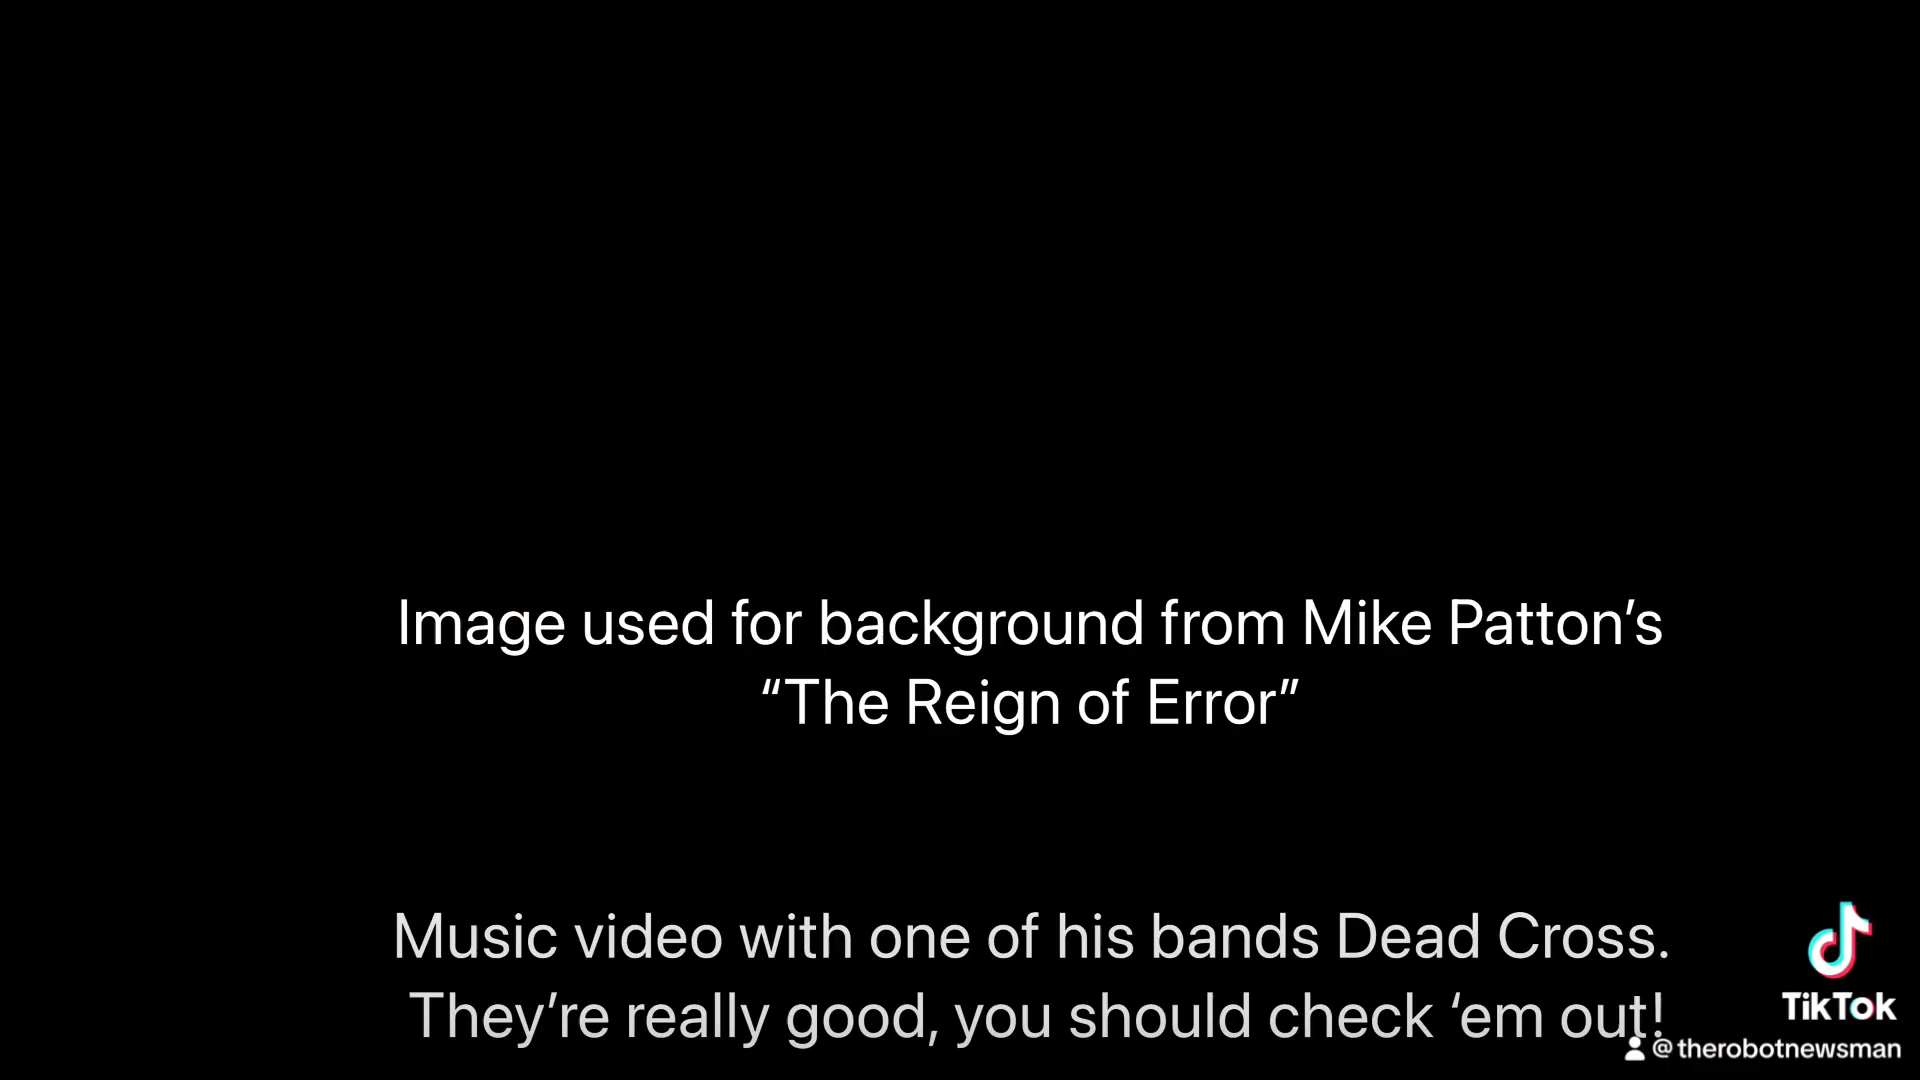 Image used for background from Mike Patton’s
“The Reign of Error”
Music video with one of his bands Dead Cross.
They’re really good, you should check ‘em out!
TikTok
@therobotnewsman